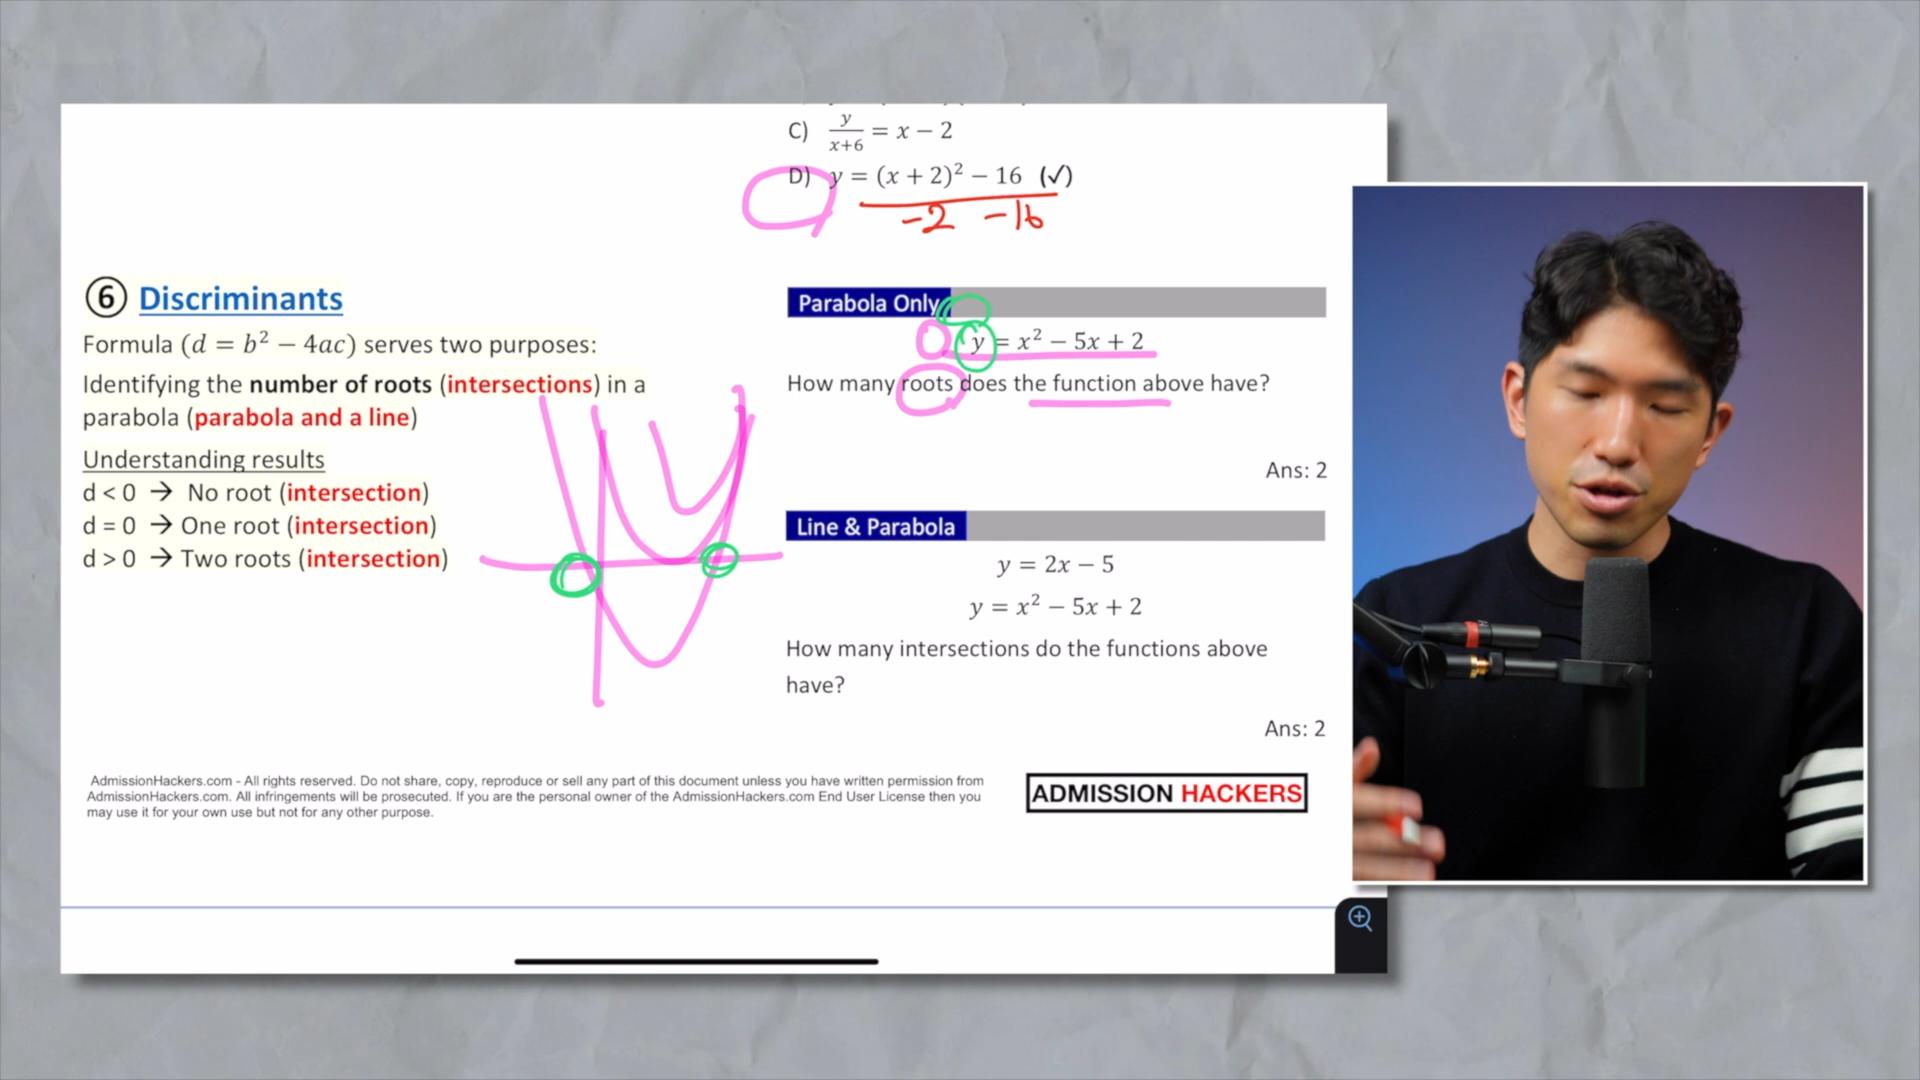 C) y/x+6 = x − 2
D) y = (x + 2)² − 16 (✓)
−2 −16
⑥ Discriminants
Formula (d = b² − 4ac) serves two purposes:
Identifying the number of roots (intersections) in a
parabola (parabola and a line)
Understanding results
d < 0 → No root (intersection)
d = 0 → One root (intersection)
d > 0 → Two roots (intersection)
Parabola Only
0 y = x² − 5x + 2
How many roots does the function above have?
Ans: 2
Line & Parabola
y = 2x − 5
y = x² − 5x + 2
How many intersections do the functions above
have?
Ans: 2
AdmissionHackers.com - All rights reserved. Do not share, copy, reproduce or sell any part of this document unless you have written permission from
AdmissionHackers.com. All infringements will be prosecuted. If you are the personal owner of the AdmissionHackers.com End User License then you
may use it for your own use but not for any other purpose.
ADMISSION HACKERS